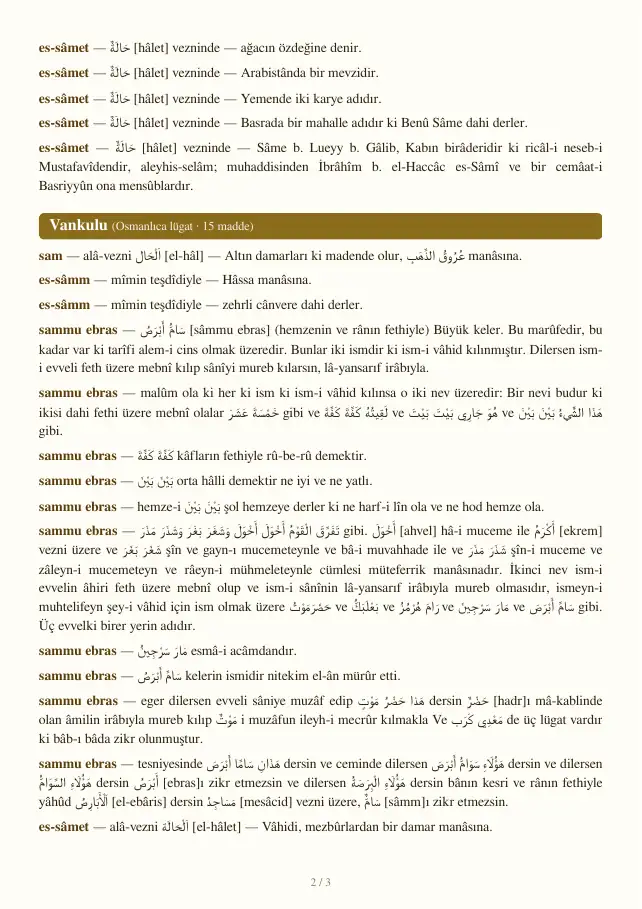 es-sâmet — حَالَةٌ [hâlet] vezninde — ağacın özdeğine denir.
es-sâmet — حَالَةٌ [hâlet] vezninde — Arabistânda bir mevzidir.
es-sâmet — حَالَةٌ [hâlet] vezninde — Yemende iki karye adıdır.
es-sâmet — حَالَةٌ [hâlet] vezninde — Basrada bir mahalle adıdır ki Benû Sâme dahi derler.
es-sâmet — حَالَةٌ [hâlet] vezninde — Sâme b. Lueyy b. Gâlib, Kabın birâderidir ki ricâl-i neseb-i
Mustafavîdendir, aleyhis-selâm; muhaddisinden İbrâhîm b. el-Haccâc es-Sâmî ve bir cemâat-i
Basriyyûn ona mensûblardır.
Vankulu (Osmanlıca lügat · 15 madde)
sam — alâ-vezni اَلْحَال [el-hâl] — Altın damarları ki madende olur, عُرُوقُ الذَّهَبِ manâsına.
es-sâmm — mîmin teşdîdiyle — Hâssa manâsına.
es-sâmm — mîmin teşdîdiyle — zehrli cânvere dahi derler.
sammu ebras — سَامُّ أَبْرَصُ [sâmmu ebras] (hemzenin ve rânın fethiyle) Büyük keler. Bu marûfedir, bu
kadar var ki tarîfi alem-i cins olmak üzeredir. Bunlar iki ismdir ki ism-i vâhid kılınmıştır. Dilersen ism-
i evveli feth üzere mebnî kılıp sânîyi mureb kılarsın, lâ-yansarıf irâbıyla.
sammu ebras — malûm ola ki her iki ism ki ism-i vâhid kılınsa o iki nev üzeredir: Bir nevi budur ki
ikisi dahi fethi üzere mebnî olalar خَمْسَةَ عَشَرَ gibi ve لَقِيتُهُ كَفَّةَ كَفَّةَ ve هُوَ جَارِي بَيْتَ بَيْتَ ve هَذَا الشَّيْءُ بَيْنَ بَيْنَ
gibi.
sammu ebras — كَفَّةَ كَفَّةَ kâfların fethiyle rû-be-rû demektir.
sammu ebras — بَيْنَ بَيْنَ orta hâlli demektir ne iyi ve ne yatlı.
sammu ebras — hemze-i بَيْنَ بَيْنَ şol hemzeye derler ki ne harf-i lîn ola ve ne hod hemze ola.
sammu ebras — تَفَرَّقَ الْقَوْمُ أَخْوَلَ أَخْوَلَ وَشَغَرَ بَغَرَ وَشَذَرَ مَذَرَ gibi. أَخْوَلَ [ahvel] hâ-i muceme ile أَكْرَمُ [ekrem]
vezni üzere ve شَغَرَ بَغَرَ şîn ve gayn-ı mucemeteynle ve bâ-i muvahhade ile ve شَذَرَ مَذَرَ şîn-i muceme ve
zâleyn-i mucemeteyn ve râeyn-i mühmeleteynle cümlesi müteferrik manâsınadır. İkinci nev ism-i
evvelin âhiri feth üzere mebnî olup ve ism-i sânînin lâ-yansarıf irâbıyla mureb olmasıdır, ismeyn-i
muhtelifeyn şey-i vâhid için ism olmak üzere حَضْرَمَوْتُ ve بَعْلَبَكُّ ve رَامَ هُرْمُزُ ve مَارَ سَرْجِينَ ve سَامَّ أَبْرَصَ gibi.
Üç evvelki birer yerin adıdır.
sammu ebras — مَارَ سَرْجِينُ esmâ-i acâmdandır.
sammu ebras — سَامَّ أَبْرَصُ kelerin ismidir nitekim el-ân mürûr etti.
sammu ebras — eger dilersen evveli sâniye muzâf edip هَذَا حَضْرُ مَوْتٍ dersin حَضْرٌ [hadr]ı mâ-kablinde
olan âmilin irâbıyla mureb kılıp مَوْتٌ i muzâfun ileyh-i mecrûr kılmakla Ve مَعْدِي كَرَب de üç lügat vardır
ki bâb-ı bâda zikr olunmuştur.
sammu ebras — tesniyesinde هَذَانِ سَامَّا أَبْرَصَ dersin ve ceminde dilersen هَؤُلَاءِ سَوَامُّ أَبْرَصَ dersin ve dilersen
هَؤُلَاءِ السَّوَامُّ dersin أَبْرَصُ [ebras]ı zikr etmezsin ve dilersen هَؤُلَاءِ الْبِرَصَةُ dersin bânın kesri ve rânın fethiyle
yâhûd اَلْأَبَارِصُ [el-ebâris] dersin مَسَاجِدُ [mesâcid] vezni üzere, سَامٌّ [sâmm]ı zikr etmezsin.
es-sâmet — alâ-vezni اَلْحَالَة [el-hâlet] — Vâhidi, mezbûrlardan bir damar manâsına.
2 / 3